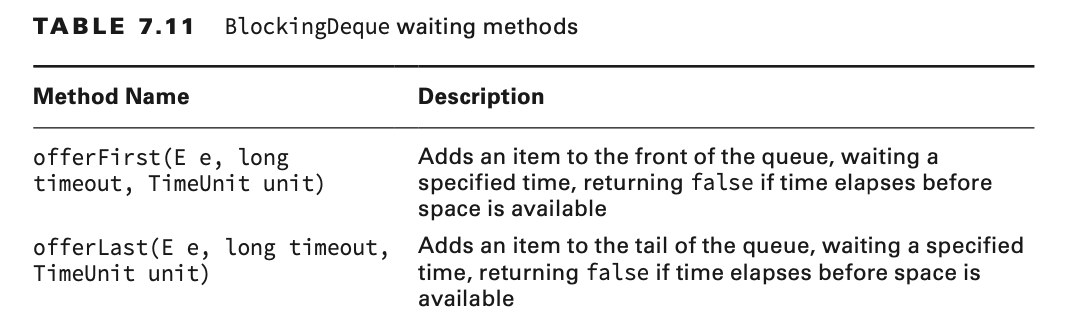 TABLE 7.11 BlockingDeque waiting methods
Method Name Description
offerFirst(E e, long
timeout, TimeUnit unit)
Adds an item to the front of the queue, waiting a
specified time, returning false if time elapses before
space is available
offerLast(E e, long timeout,
TimeUnit unit)
Adds an item to the tail of the queue, waiting a specified
time, returning false if time elapses before space is
available